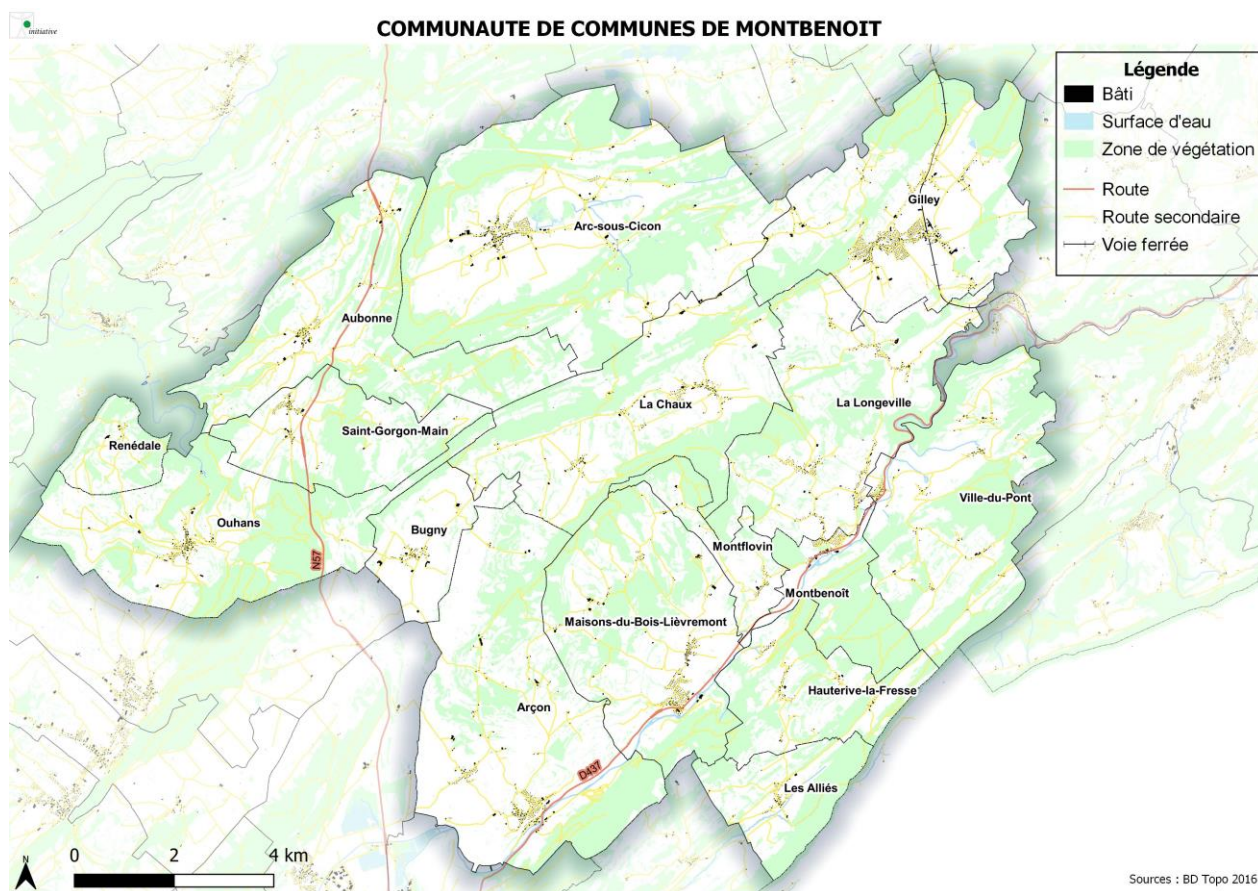 initiative
COMMUNAUTE DE COMMUNES DE MONTBENOIT
Légende
Bâti
Surface d'eau
Zone de végétation
Route
Route secondaire
Voie ferrée
Gilley
Arc-sous-Cicon
Aubonne
La Chaux
La Longeville
Saint-Gorgon-Main
Renédale
Ville-du-Pont
Ouhans
Bugny
Montflovin
N57
Montbenoît
Maisons-du-Bois-Lièvremont
Hauterive-la-Fresse
Arçon
D437
Les Alliés
N
0 2 4 km
Sources : BD Topo 2016